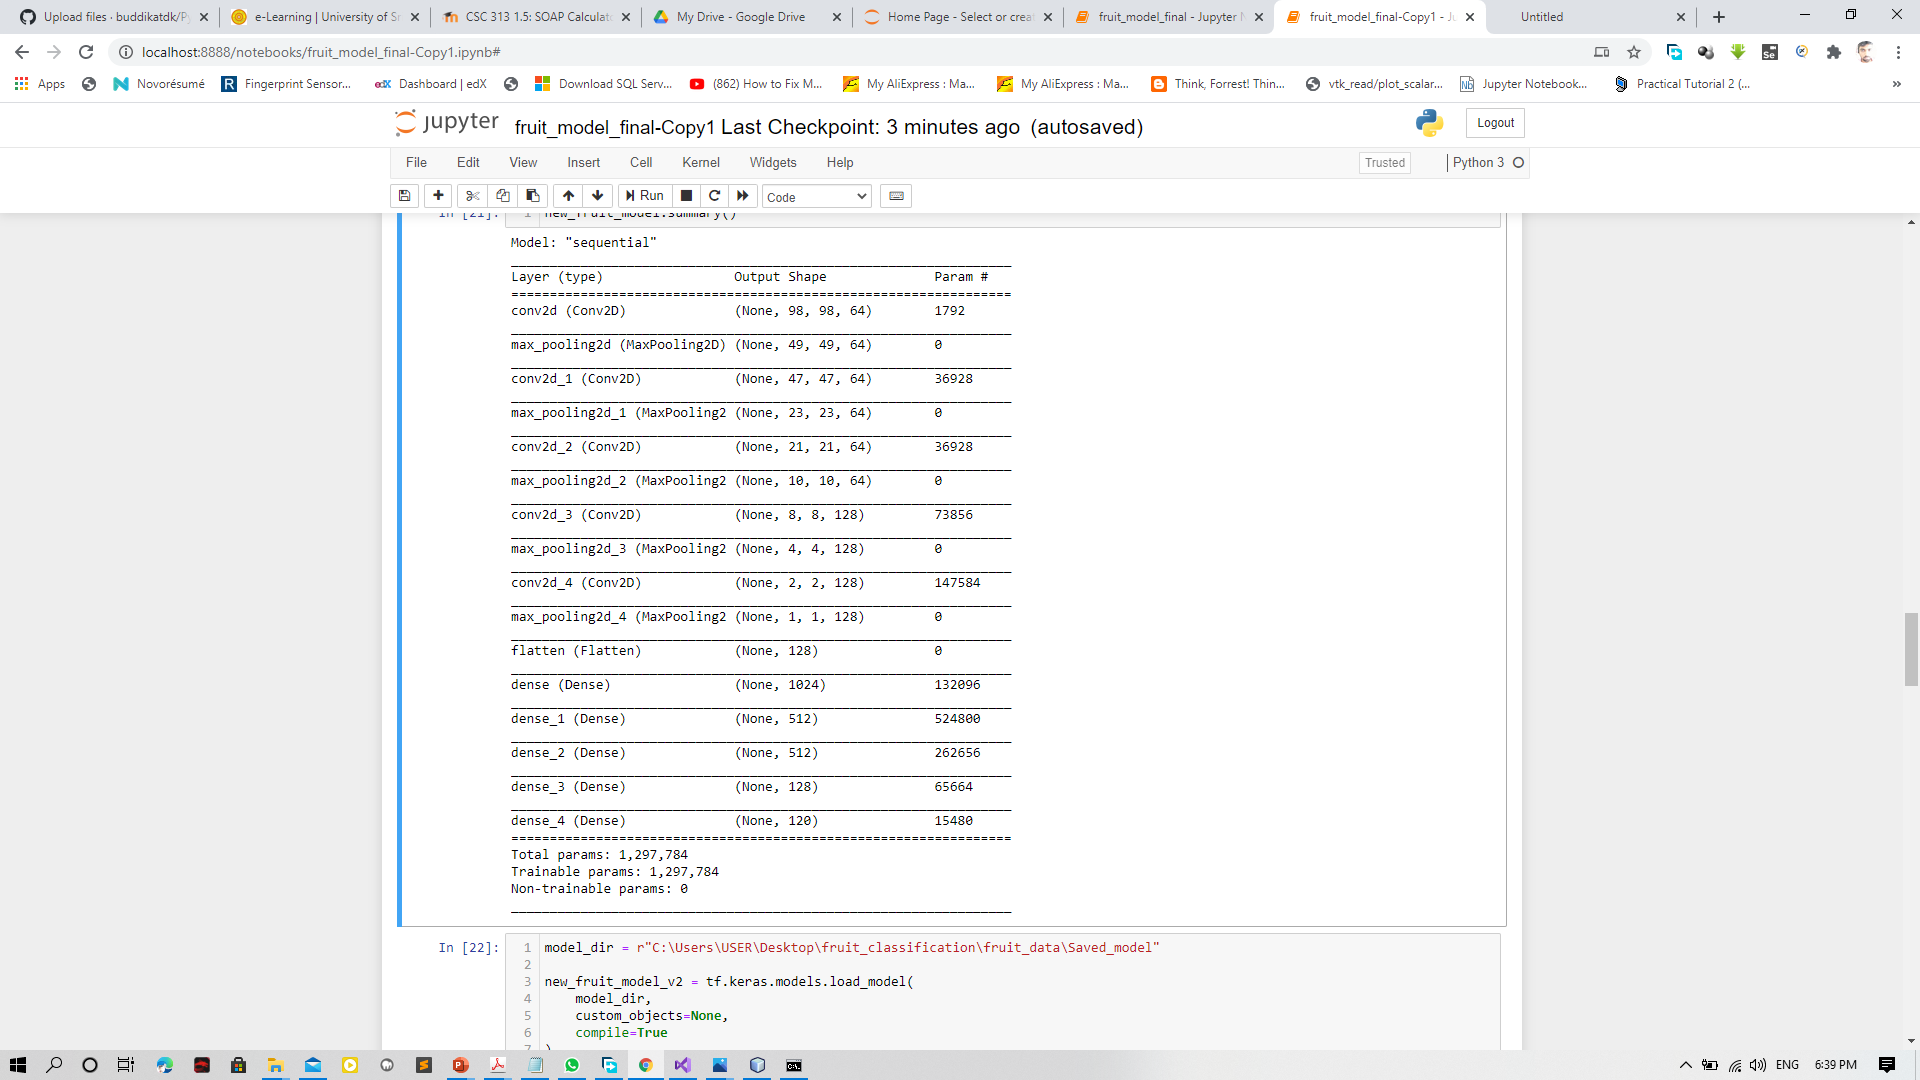 Upload files · buddikatdk/Py
e-Learning | University of Sr
CSC 313 1.5: SOAP Calculato
My Drive - Google Drive
Home Page - Select or creat
fruit_model_final - Jupyter N
fruit_model_final-Copy1 - Ju
Untitled
localhost:8888/notebooks/fruit_model_final-Copy1.ipynb#
Apps
Novorésumé
Fingerprint Sensor...
Dashboard | edX
Download SQL Serv...
(862) How to Fix M...
My AliExpress : Ma...
My AliExpress : Ma...
Think, Forrest! Thin...
vtk_read/plot_scalar...
Jupyter Notebook...
Practical Tutorial 2 (...
»
jupyter fruit_model_final-Copy1 Last Checkpoint: 3 minutes ago (autosaved)
Logout
File Edit View Insert Cell Kernel Widgets Help
Trusted
Python 3
Run
Code
In [21]: 1 new_fruit_model.summary()
Model: "sequential"
Layer (type) Output Shape Param #
conv2d (Conv2D) (None, 98, 98, 64) 1792
max_pooling2d (MaxPooling2D) (None, 49, 49, 64) 0
conv2d_1 (Conv2D) (None, 47, 47, 64) 36928
max_pooling2d_1 (MaxPooling2 (None, 23, 23, 64) 0
conv2d_2 (Conv2D) (None, 21, 21, 64) 36928
max_pooling2d_2 (MaxPooling2 (None, 10, 10, 64) 0
conv2d_3 (Conv2D) (None, 8, 8, 128) 73856
max_pooling2d_3 (MaxPooling2 (None, 4, 4, 128) 0
conv2d_4 (Conv2D) (None, 2, 2, 128) 147584
max_pooling2d_4 (MaxPooling2 (None, 1, 1, 128) 0
flatten (Flatten) (None, 128) 0
dense (Dense) (None, 1024) 132096
dense_1 (Dense) (None, 512) 524800
dense_2 (Dense) (None, 512) 262656
dense_3 (Dense) (None, 128) 65664
dense_4 (Dense) (None, 120) 15480
Total params: 1,297,784
Trainable params: 1,297,784
Non-trainable params: 0
In [22]: 1 model_dir = r"C:\Users\USER\Desktop\fruit_classification\fruit_data\Saved_model"
2
3 new_fruit_model_v2 = tf.keras.models.load_model(
4 model_dir,
5 custom_objects=None,
6 compile=True
7 )
ENG
6:39 PM